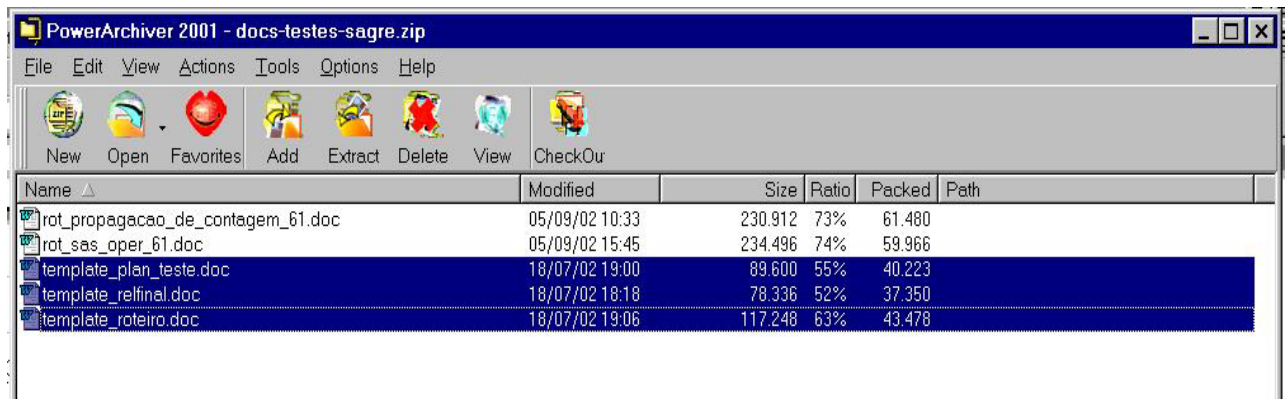 PowerArchiver 2001 - docs-testes-sagre.zip
File Edit View Actions Tools Options Help
New Open Favorites Add Extract Delete View CheckOu
Name Modified Size Ratio Packed Path
rot_propagacao_de_contagem_61.doc 05/09/02 10:33 230.912 73% 61.480
rot_sas_oper_61.doc 05/09/02 15:45 234.496 74% 59.966
template_plan_teste.doc 18/07/02 19:00 89.600 55% 40.223
template_relfinal.doc 18/07/02 18:18 78.336 52% 37.350
template_roteiro.doc 18/07/02 19:06 117.248 63% 43.478